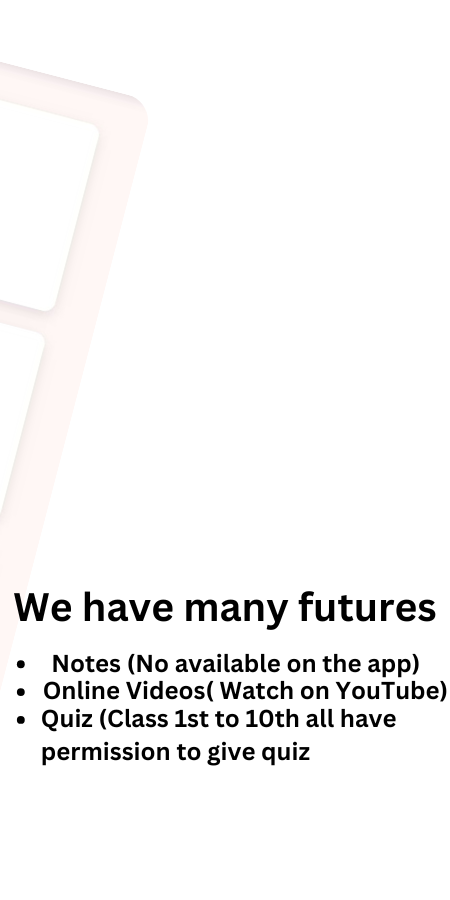 We have many futures
• Notes (No available on the app)
• Online Videos( Watch on YouTube)
• Quiz (Class 1st to 10th all have
permission to give quiz